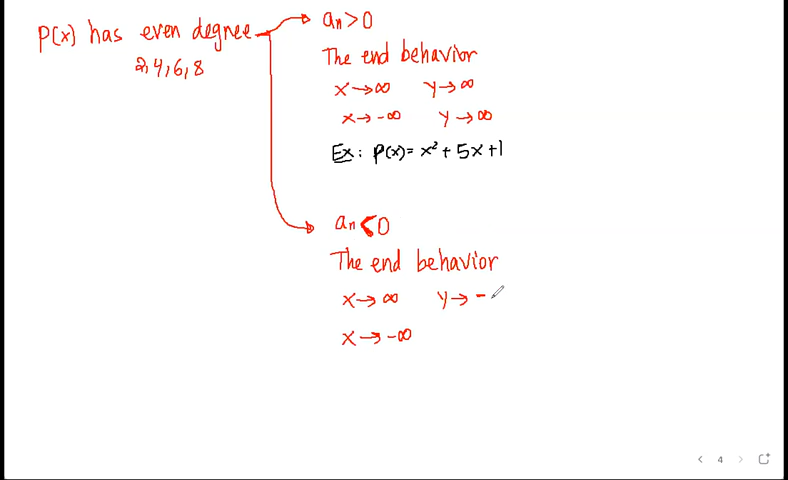 P(x) has even degree
2,4,6,8
an>0
The end behavior
x→∞ y→∞
x→-∞ y→∞
Ex: P(x)= x²+5x+1
an<0
The end behavior
x→∞ y→-
x→-∞
< 4 >